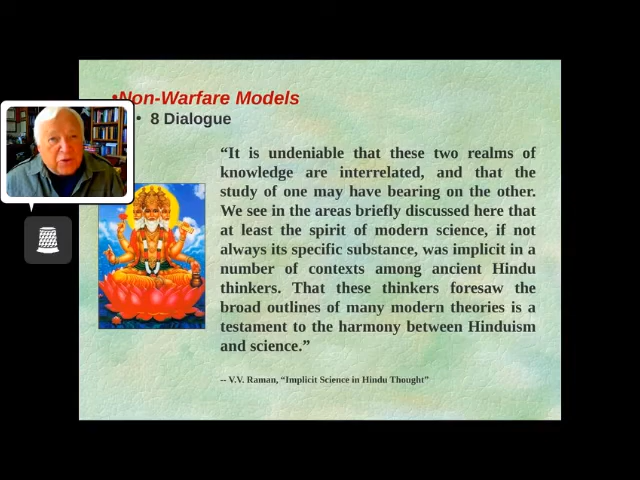 •Non-Warfare Models
• 8 Dialogue
“It is undeniable that these two realms of
knowledge are interrelated, and that the
study of one may have bearing on the other.
We see in the areas briefly discussed here that
at least the spirit of modern science, if not
always its specific substance, was implicit in a
number of contexts among ancient Hindu
thinkers. That these thinkers foresaw the
broad outlines of many modern theories is a
testament to the harmony between Hinduism
and science.”
-- V.V. Raman, “Implicit Science in Hindu Thought”